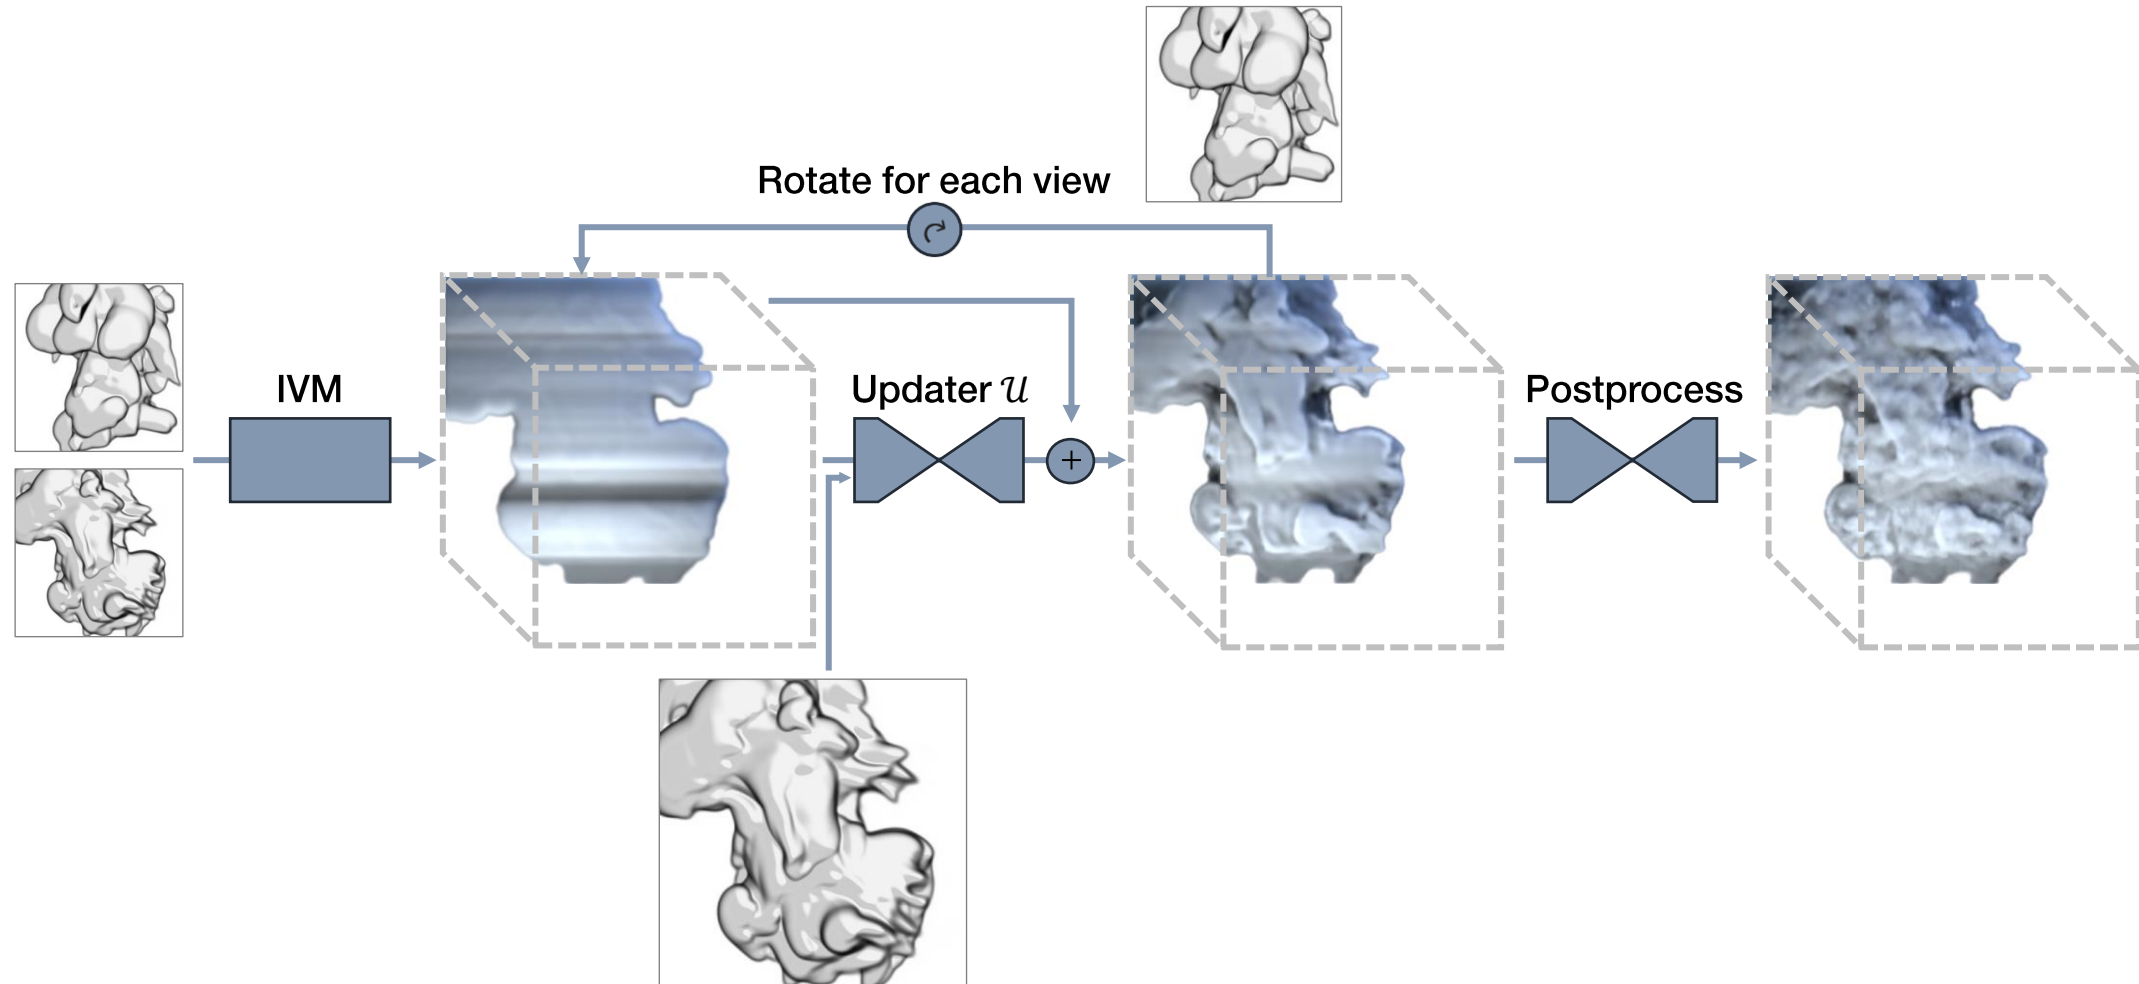 Rotate for each view
IVM
Updater 𝒰
+
Postprocess